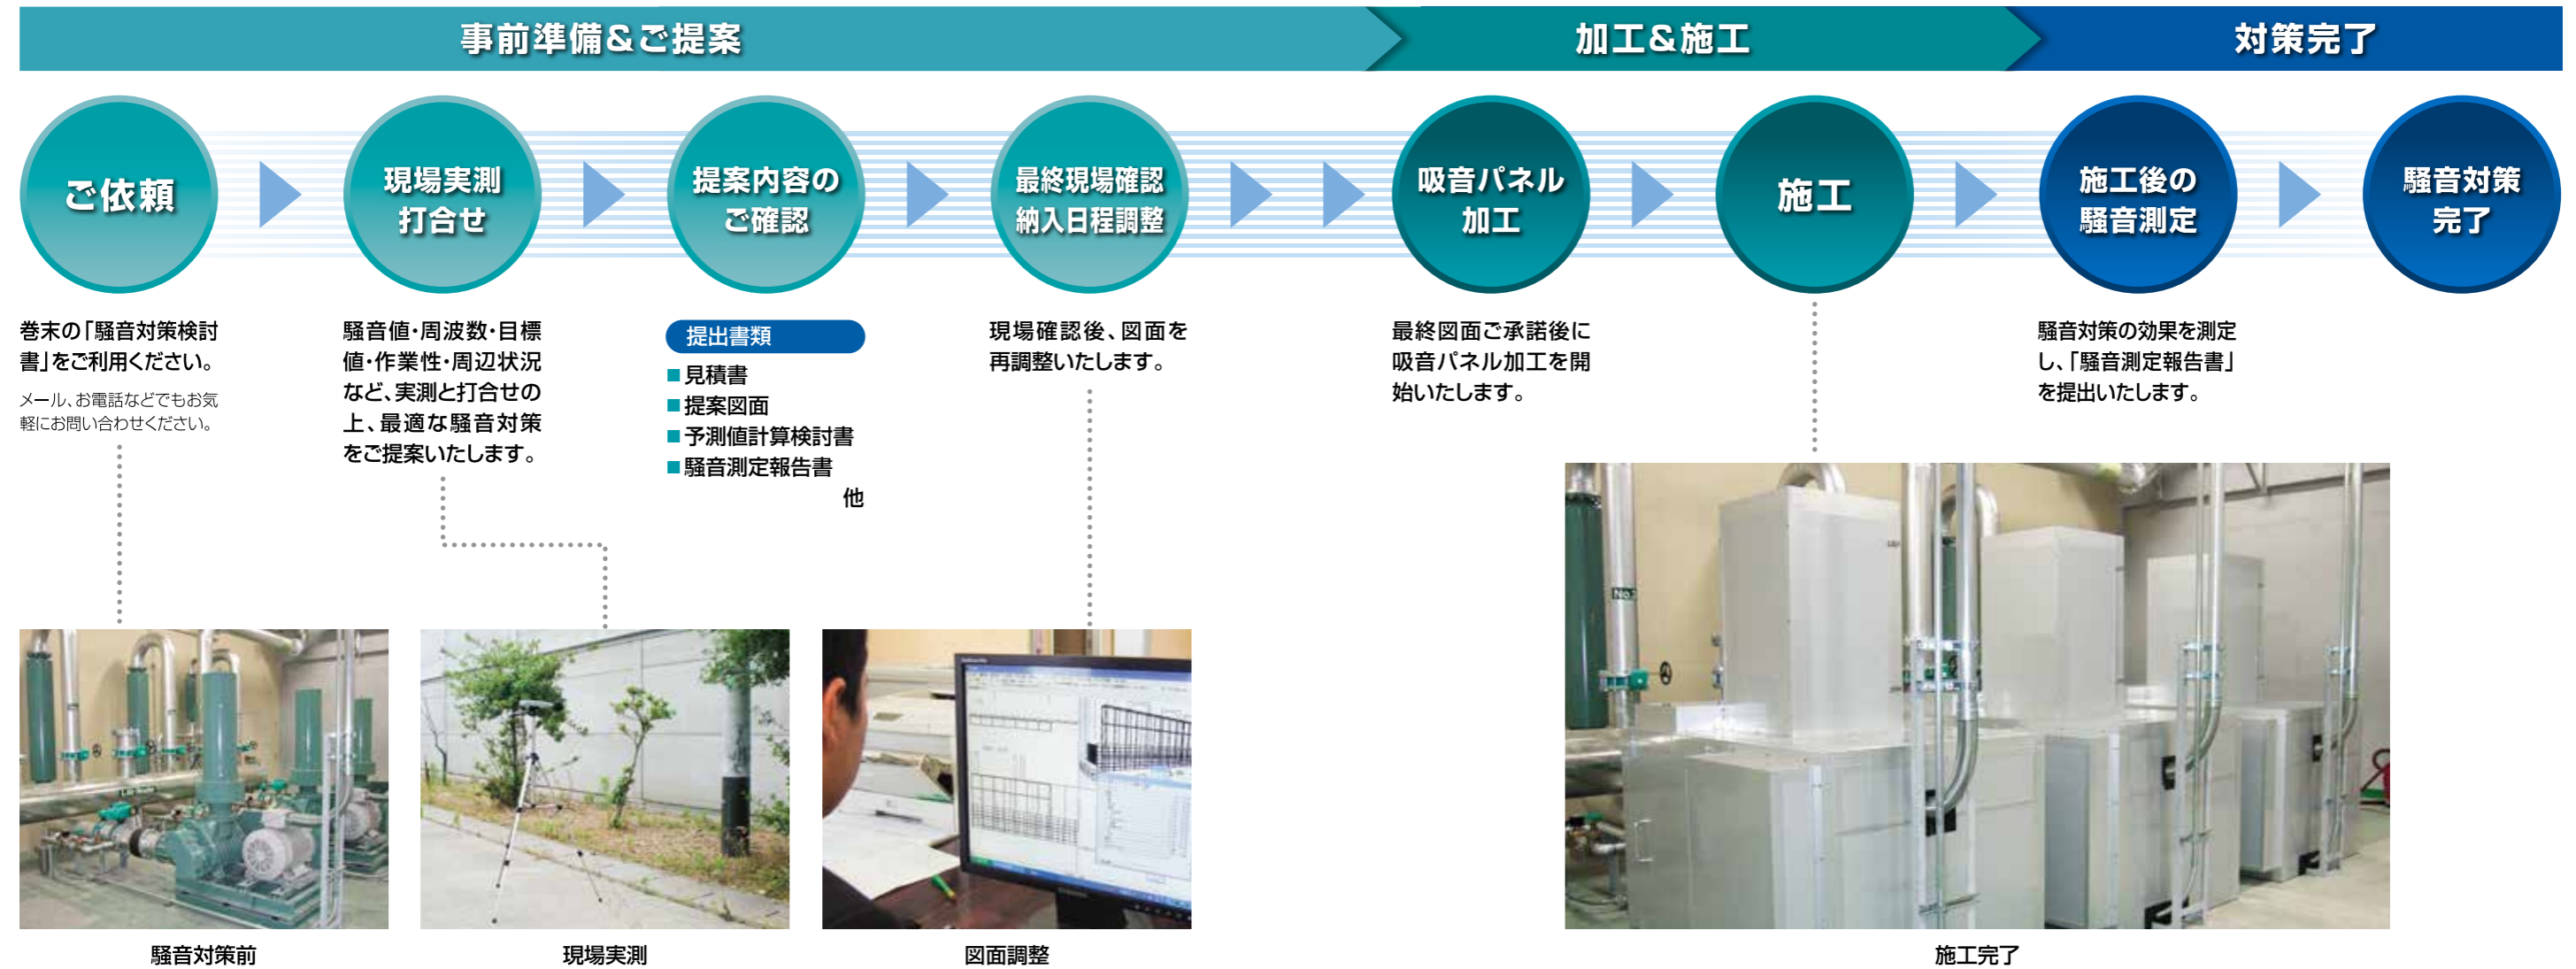 事前準備&ご提案
加工&施工
対策完了
ご依頼
現場実測
打合せ
提案内容の
ご確認
最終現場確認
納入日程調整
吸音パネル
加工
施工
施工後の
騒音測定
騒音対策
完了
巻末の「騒音対策検討
書」をご利用ください。
メール、お電話などでもお気
軽にお問い合わせください。
騒音値・周波数・目標
値・作業性・周辺状況
など、実測と打合せの
上、最適な騒音対策
をご提案いたします。
提出書類
■見積書
■提案図面
■予測値計算検討書
■騒音測定報告書
他
現場確認後、図面を
再調整いたします。
最終図面ご承諾後に
吸音パネル加工を開
始いたします。
騒音対策の効果を測定
し、「騒音測定報告書」
を提出いたします。
騒音対策前
現場実測
図面調整
施工完了